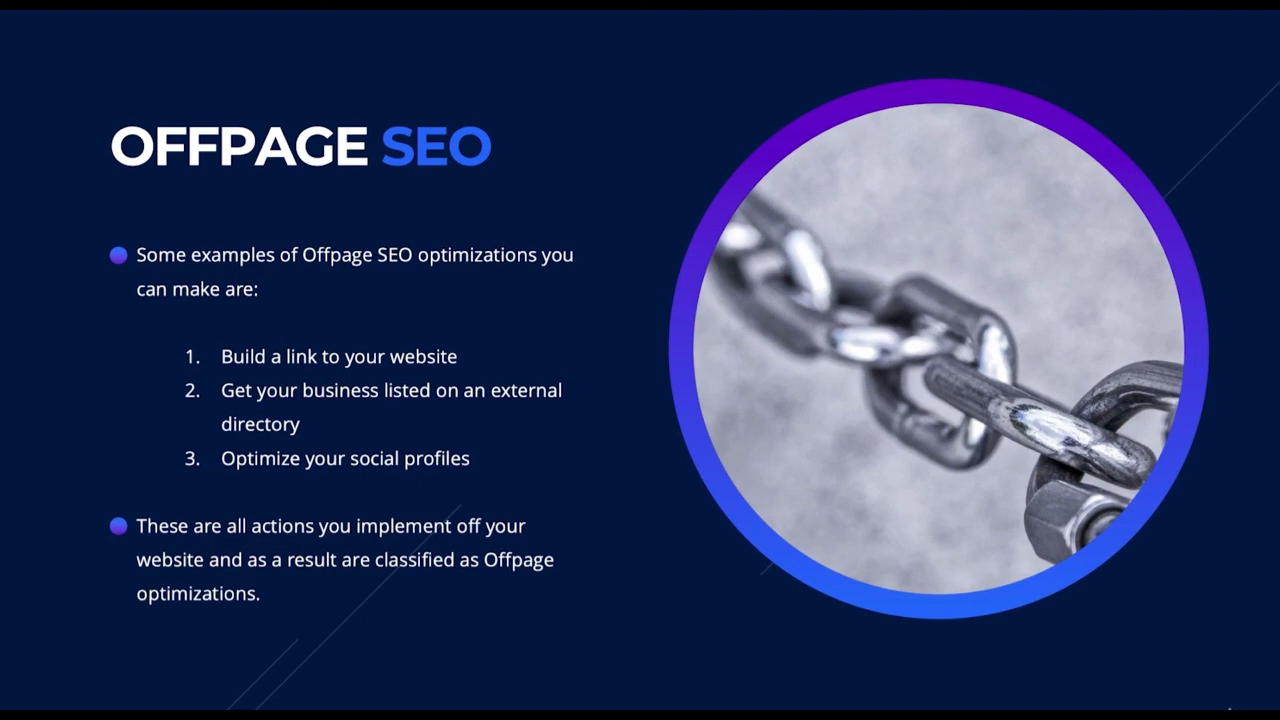 OFFPAGE SEO
Some examples of Offpage SEO optimizations you
can make are:
1. Build a link to your website
2. Get your business listed on an external
directory
3. Optimize your social profiles
These are all actions you implement off your
website and as a result are classified as Offpage
optimizations.